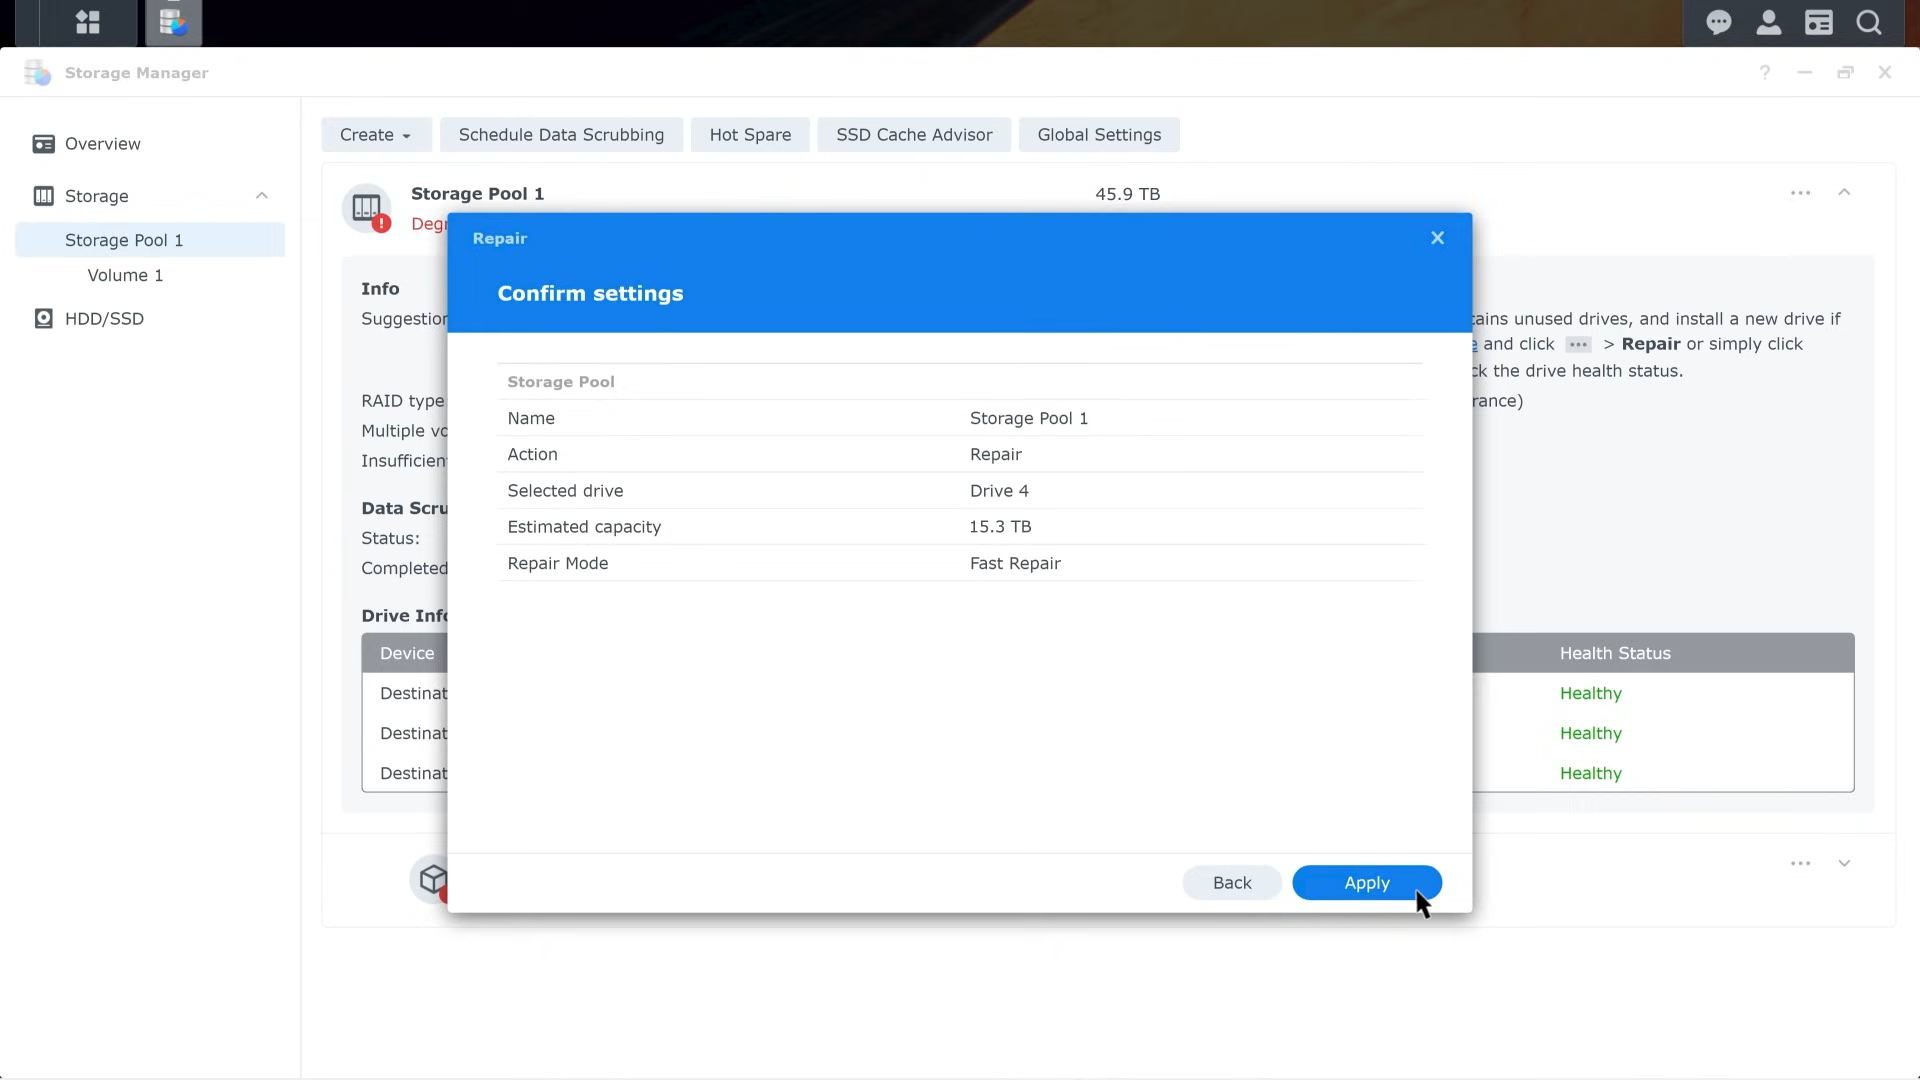 Storage Manager
?
Overview
Storage
Storage Pool 1
Volume 1
HDD/SSD
Create
Schedule Data Scrubbing
Hot Spare
SSD Cache Advisor
Global Settings
Storage Pool 1
45.9 TB
Degr
Info
Suggestion
tains unused drives, and install a new drive if
e and click ••• > Repair or simply click
ck the drive health status.
RAID type
rance)
Multiple vo
Insufficien
Data Scru
Status:
Completed
Drive Info
Device
Health Status
Destinat
Healthy
Destinat
Healthy
Destinat
Healthy
Repair
Confirm settings
Storage Pool
Name
Storage Pool 1
Action
Repair
Selected drive
Drive 4
Estimated capacity
15.3 TB
Repair Mode
Fast Repair
Back
Apply